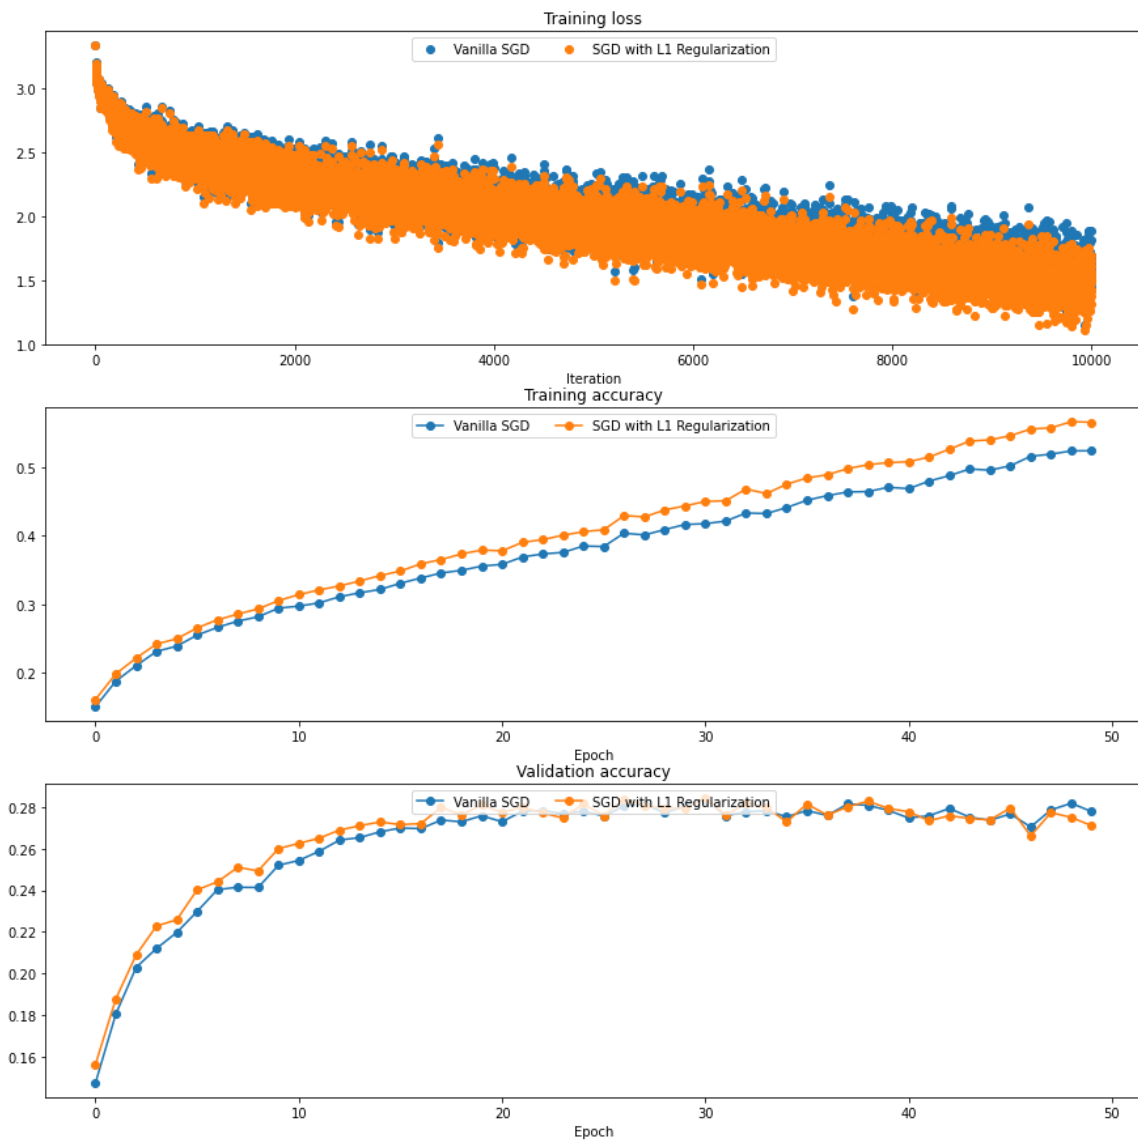 Training loss
Vanilla SGD SGD with L1 Regularization
3.0
2.5
2.0
1.5
1.0
0 2000 4000 6000 8000 10000
Iteration
Training accuracy
Vanilla SGD SGD with L1 Regularization
0.5
0.4
0.3
0.2
0 10 20 30 40 50
Epoch
Validation accuracy
Vanilla SGD SGD with L1 Regularization
0.28
0.26
0.24
0.22
0.20
0.18
0.16
0 10 20 30 40 50
Epoch